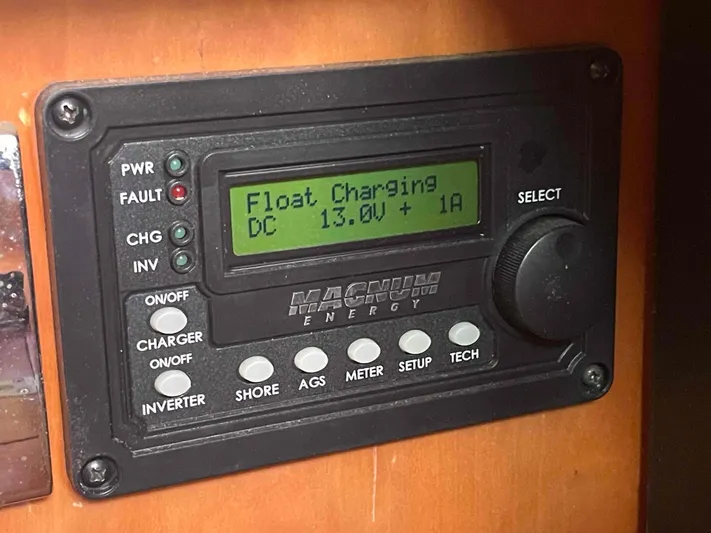 PWR
FAULT
CHG
INV
Float Charging
DC 13.0V + 1A
SELECT
MAGNUM
ENERGY
ON/OFF
CHARGER
ON/OFF
INVERTER
SHORE
AGS
METER
SETUP
TECH